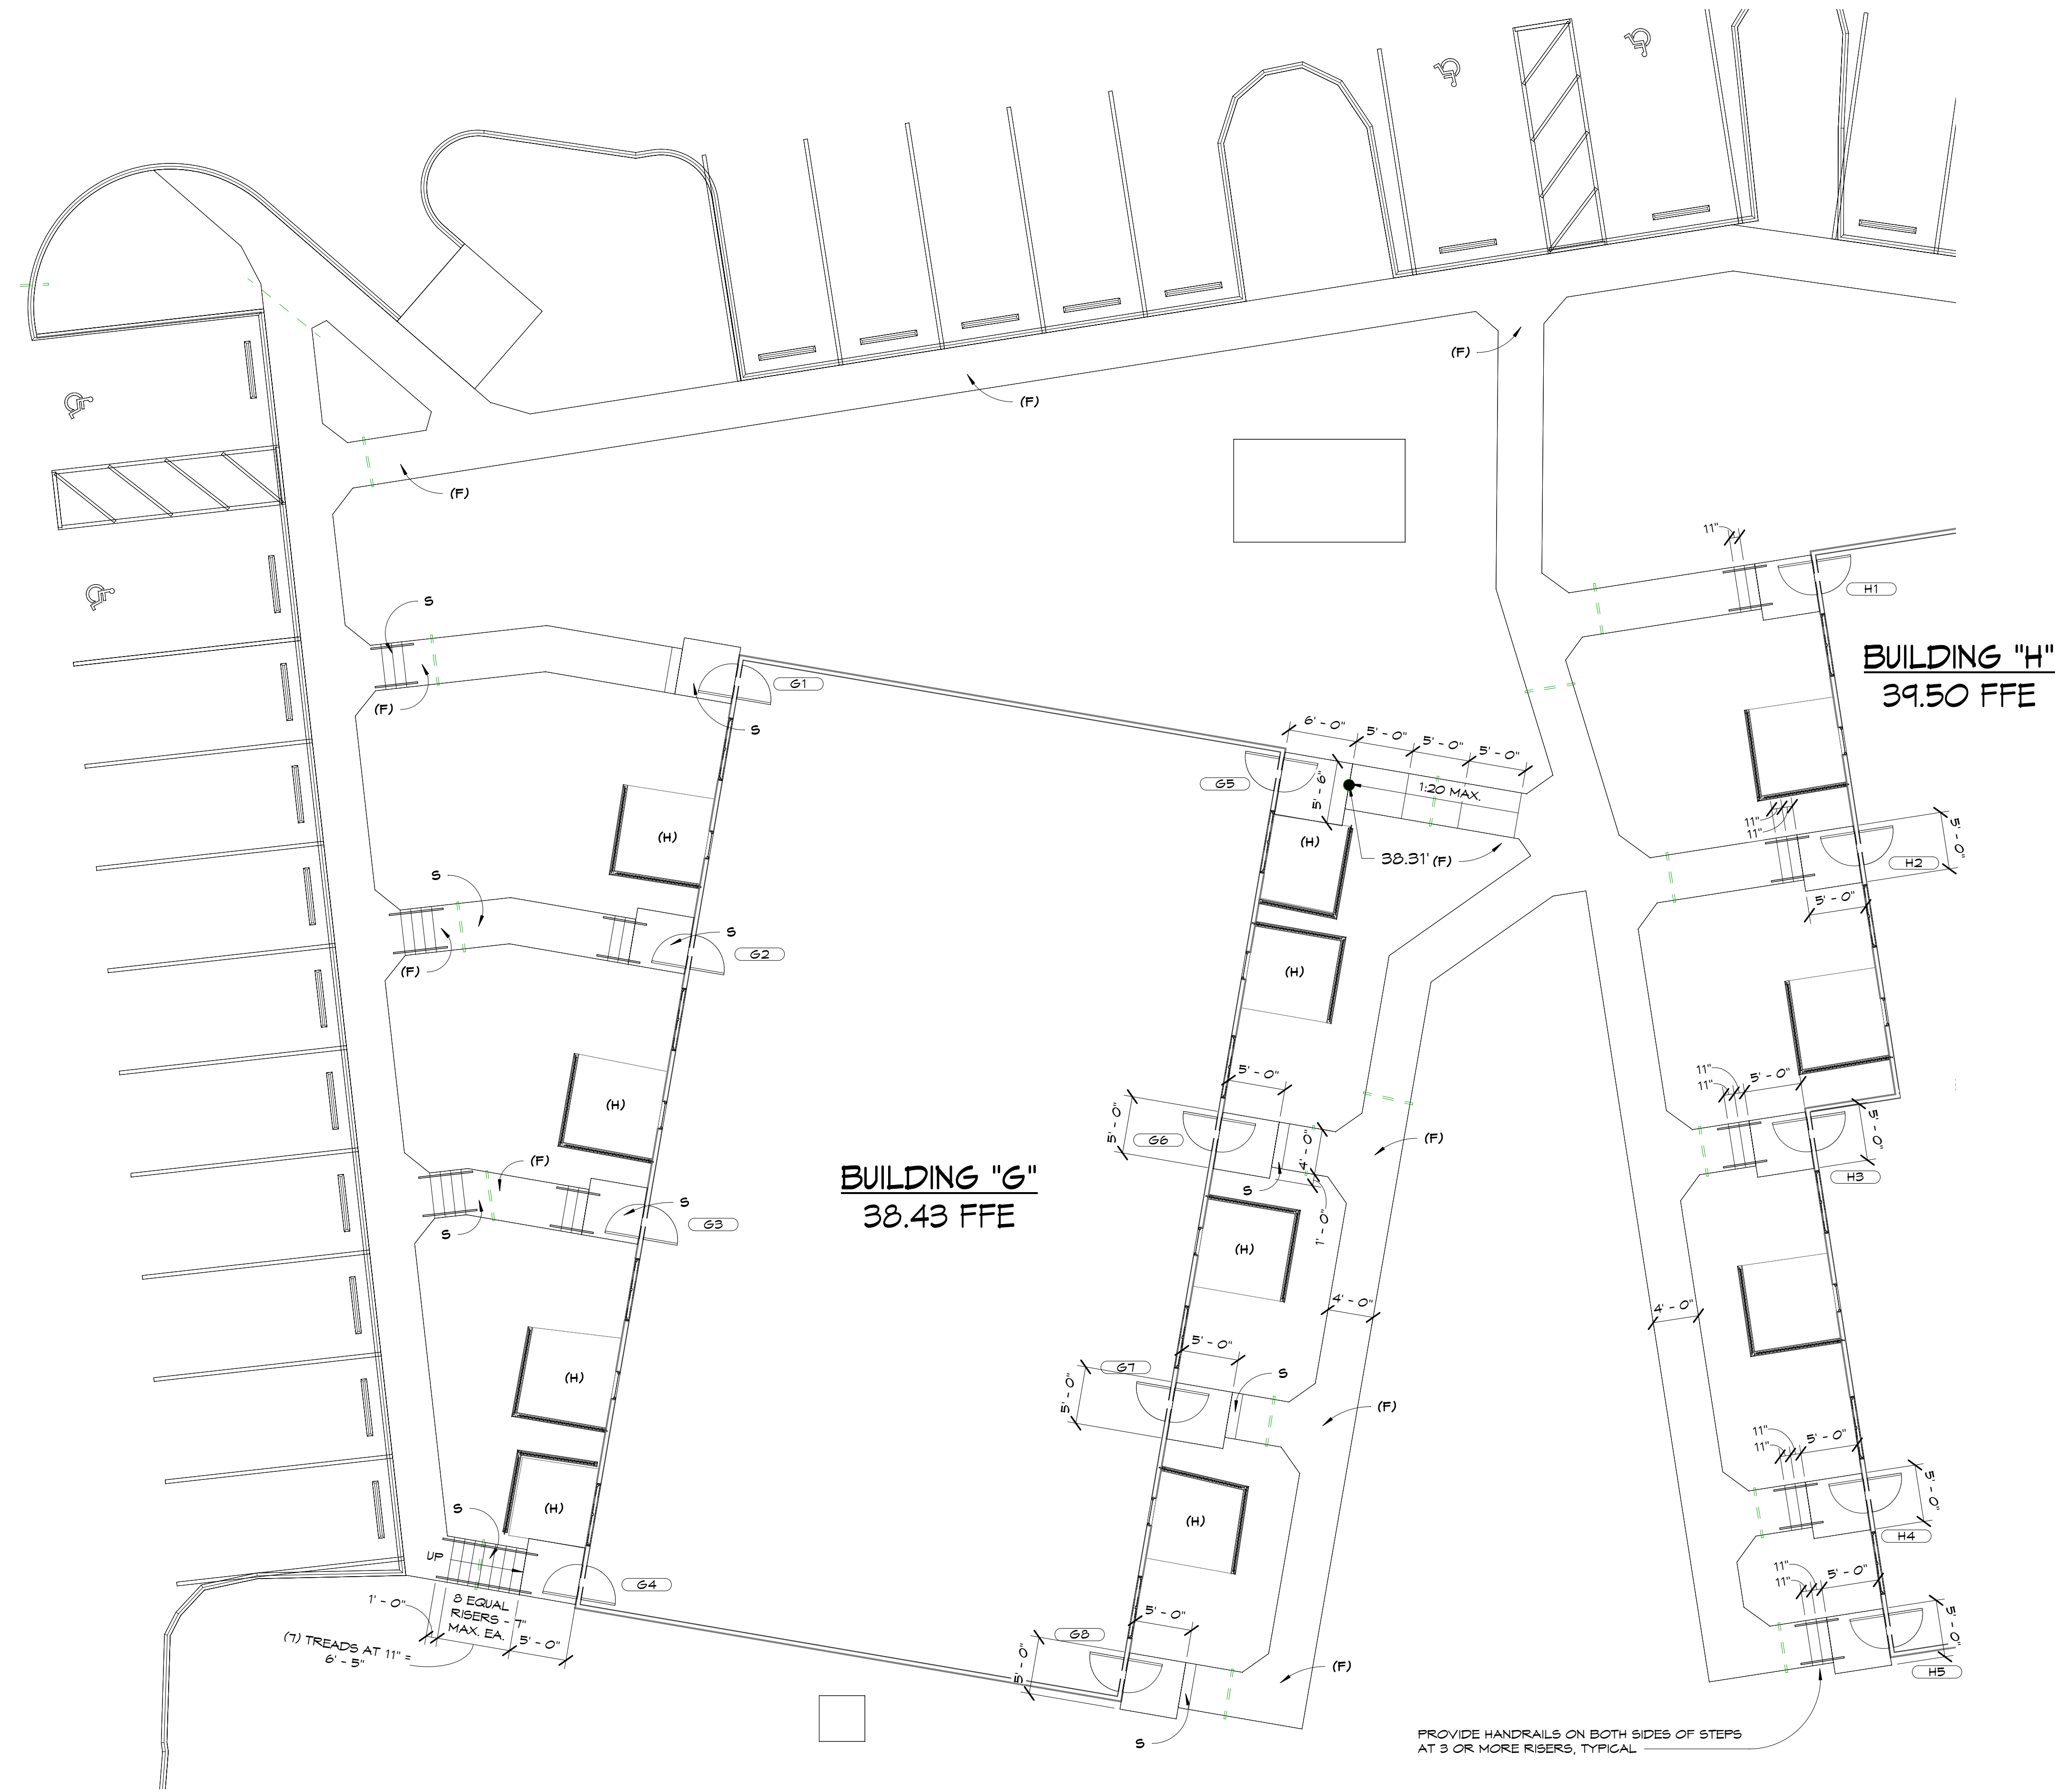 (F)
(F)
(F)
11"
H1
S
BUILDING "H"
39.50 FFE
G1
(F)
S
6' - 0"
5' - 0"
5' - 0"
5' - 0"
G5
5' - 6"
1:20 MAX.
(H)
(H)
38.31' (F)
11"
11"
5' - 0"
H2
5' - 0"
S
S
G2
(F)
(H)
5' - 0"
11"
11"
5' - 0"
5' - 0"
(H)
5' - 0"
G6
4' - 0"
(F)
(F)
S
1' - 0"
H3
S
G3
S
BUILDING "G"
38.43 FFE
(H)
4' - 0"
4' - 0"
5' - 0"
G7
5' - 0"
S
(H)
(F)
11"
11"
5' - 0"
5' - 0"
S
(H)
(H)
H4
UP
G4
11"
11"
5' - 0"
5' - 0"
1' - 0"
8 EQUAL
RISERS - 7"
MAX. EA.
5' - 0"
(7) TREADS AT 11" =
6' - 5"
5' - 0"
G8
5' - 0"
(F)
H5
S
PROVIDE HANDRAILS ON BOTH SIDES OF STEPS
AT 3 OR MORE RISERS, TYPICAL